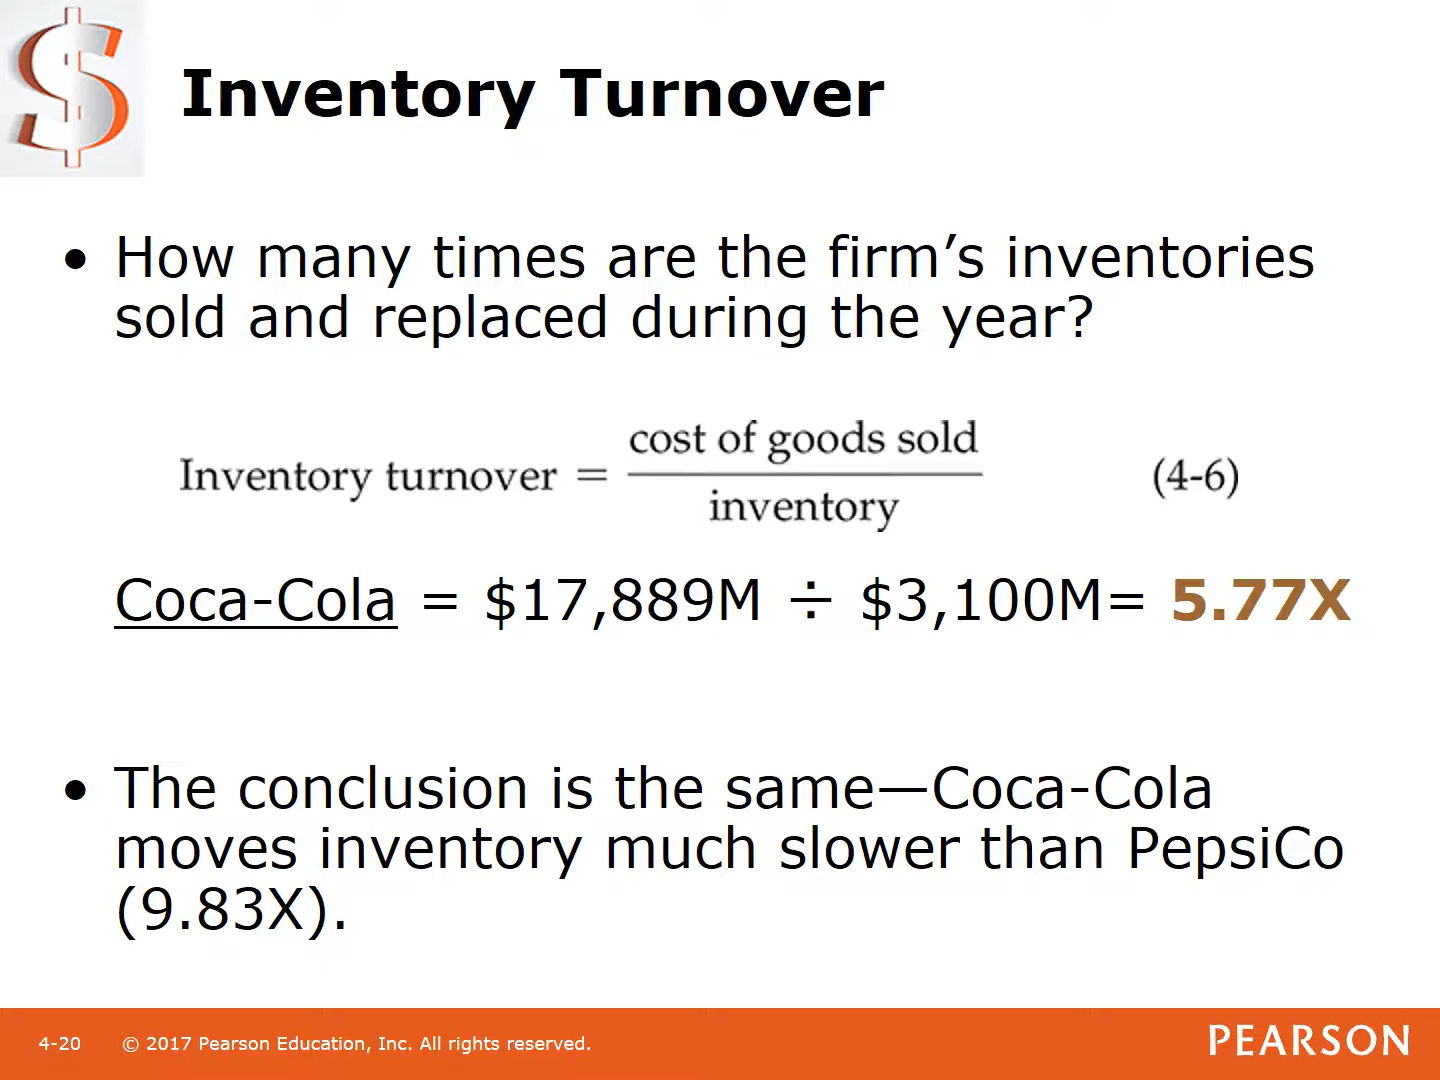 Inventory Turnover
• How many times are the firm’s inventories
sold and replaced during the year?
cost of goods sold
Inventory turnover = (4-6)
inventory
Coca-Cola = $17,889M ÷ $3,100M= 5.77X
• The conclusion is the same—Coca-Cola
moves inventory much slower than PepsiCo
(9.83X).
4-20 © 2017 Pearson Education, Inc. All rights reserved. PEARSON